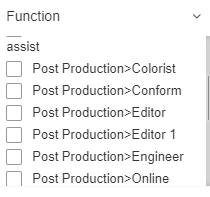 Function
assist
Post Production>Colorist
Post Production>Conform
Post Production>Editor
Post Production>Editor 1
Post Production>Engineer
Post Production>Online